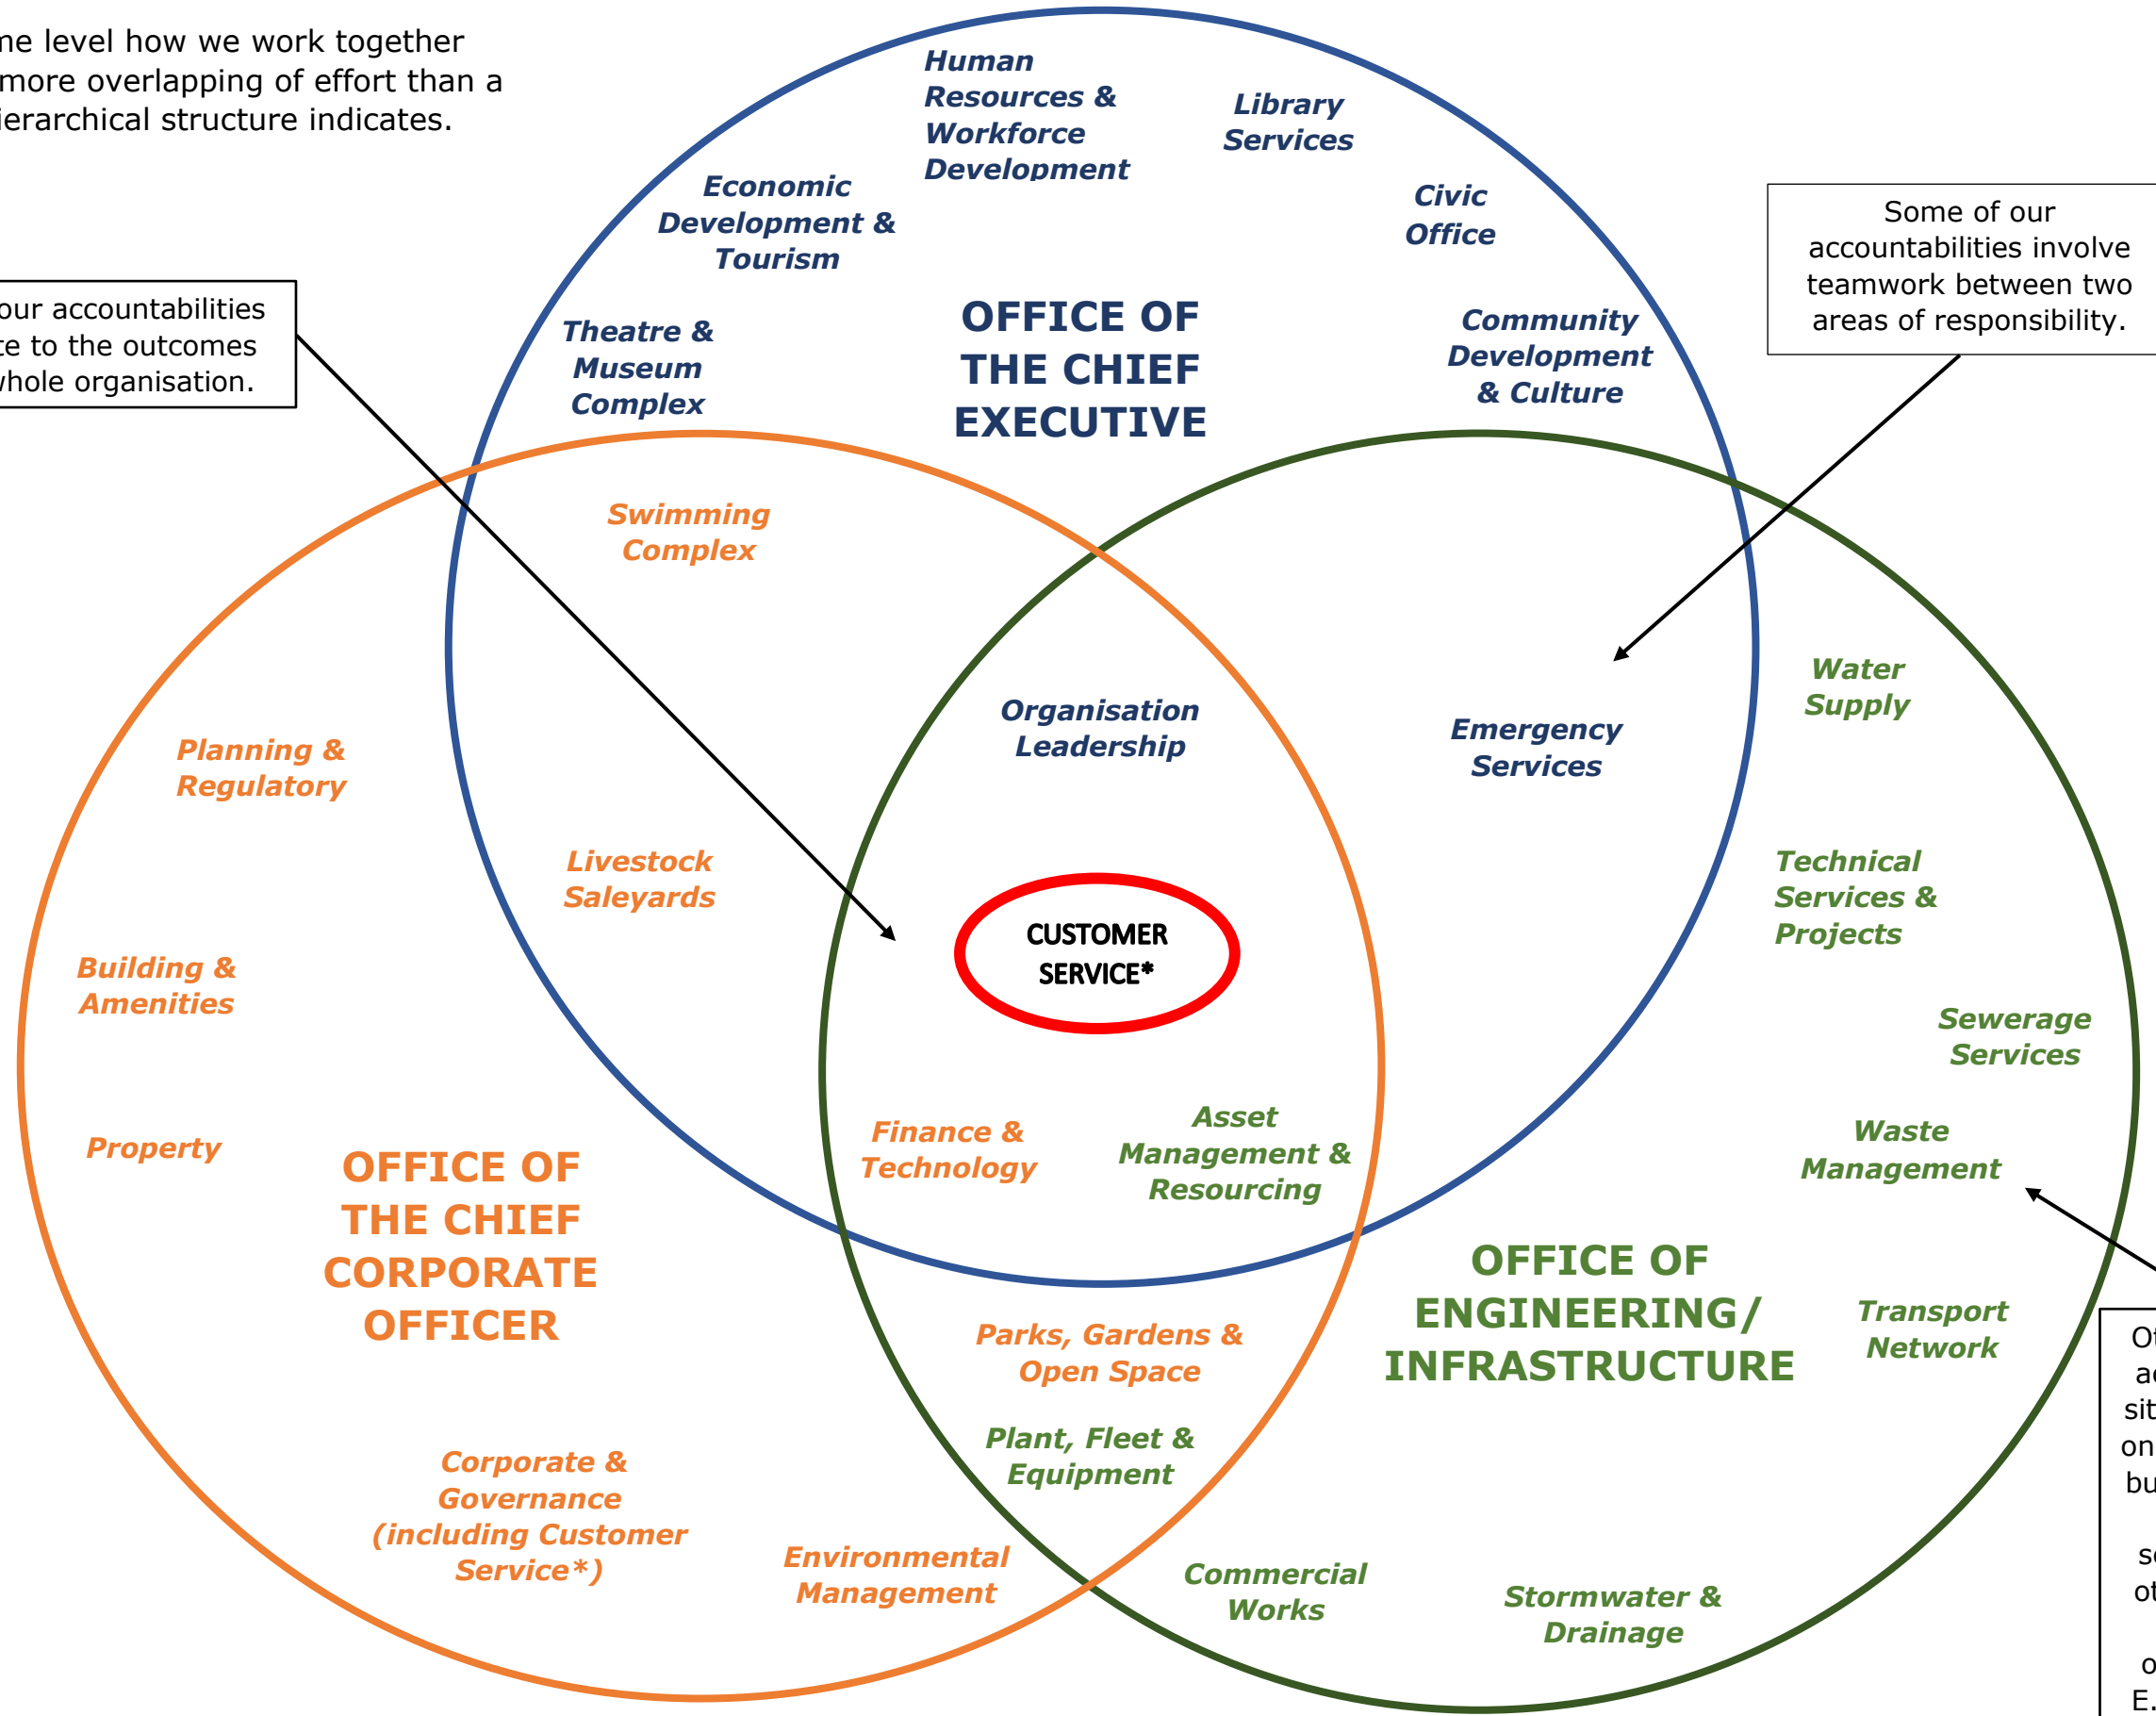 me level how we work together
more overlapping of effort than a
ierarchical structure indicates.
Human
Resources &
Workforce
Development
Library
Services
Economic
Development &
Tourism
Civic
Office
Some of our
accountabilities involve
teamwork between two
areas of responsibility.
our accountabilities
te to the outcomes
whole organisation.
Theatre &
Museum
Complex
OFFICE OF
THE CHIEF
EXECUTIVE
Community
Development
& Culture
Swimming
Complex
Organisation
Leadership
Emergency
Services
Water
Supply
Planning &
Regulatory
Livestock
Saleyards
Technical
Services &
Projects
CUSTOMER
SERVICE*
Building &
Amenities
Sewerage
Services
Property
Finance &
Technology
Asset
Management &
Resourcing
Waste
Management
OFFICE OF
THE CHIEF
CORPORATE
OFFICER
OFFICE OF
ENGINEERING/
INFRASTRUCTURE
Transport
Network
Parks, Gardens &
Open Space
Plant, Fleet &
Equipment
Corporate &
Governance
(including Customer
Service*)
Environmental
Management
Commercial
Works
Stormwater &
Drainage
on
E.